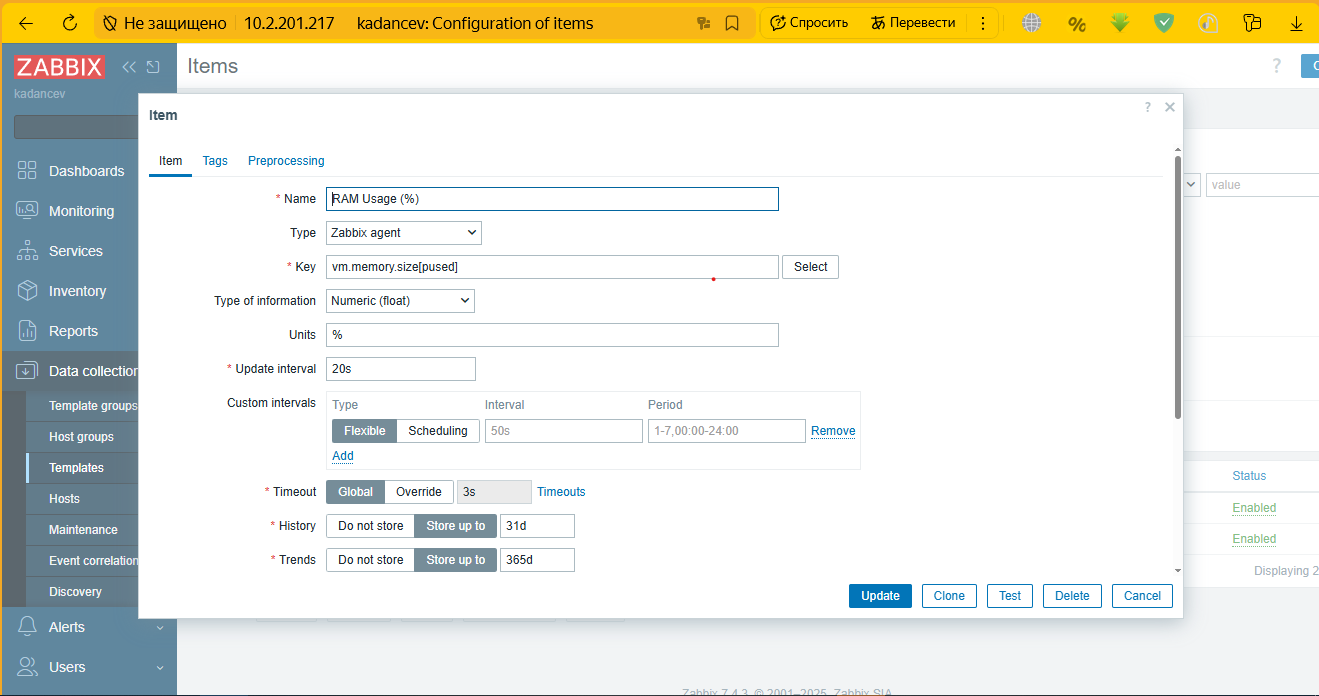 Не защищено 10.2.201.217 kadancev: Configuration of items Спросить Перевести
ZABBIX
kadancev
Items
?
Item
?
Item Tags Preprocessing
* Name RAM Usage (%)
Type Zabbix agent
* Key vm.memory.size[pused] Select
Type of information Numeric (float)
Units %
* Update interval 20s
Custom intervals Type Interval Period
Flexible Scheduling 50s 1-7,00:00-24:00 Remove
Add
* Timeout Global Override 3s Timeouts
* History Do not store Store up to 31d
* Trends Do not store Store up to 365d
Update Clone Test Delete Cancel
Dashboards
Monitoring
Services
Inventory
Reports
Data collection
Template groups
Host groups
Templates
Hosts
Maintenance
Event correlation
Discovery
Alerts
Users
value
Status
Enabled
Enabled
Displaying 2
Zabbix 7.4.3. © 2001–2025, Zabbix SIA